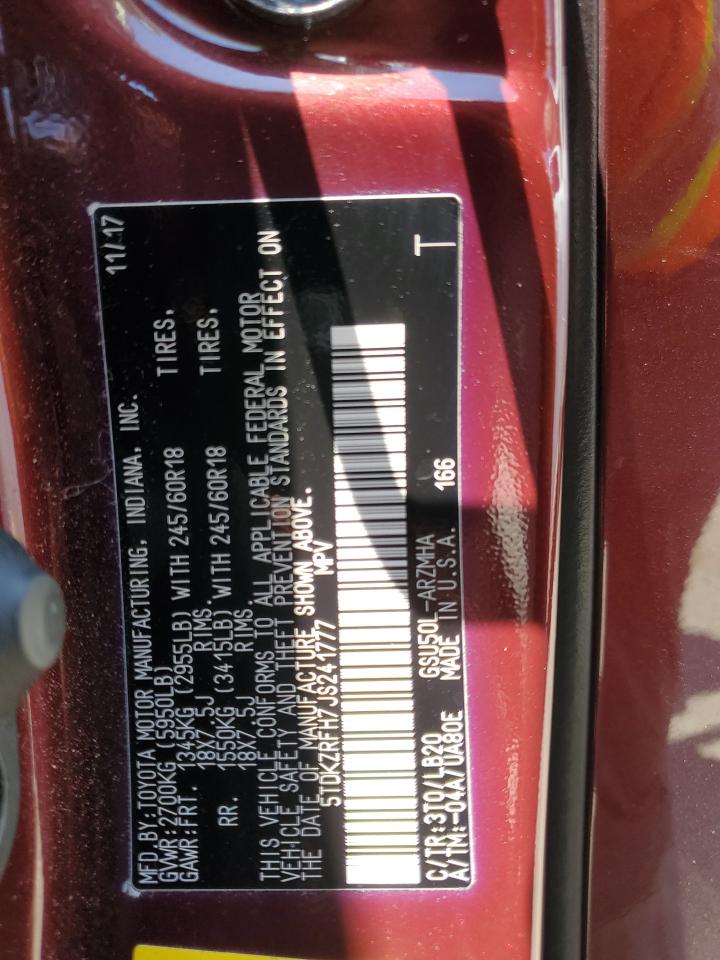 MFD.BY:TOYOTA MOTOR MANUFACTURING, INDIANA, INC. 11/17
GVWR:2700KG (5950LB)
GAWR:FRT. 1345KG (2955LB) WITH 245/60R18 TIRES,
18X7.5J RIMS
RR. 1550KG (3415LB) WITH 245/60R18 TIRES,
18X7.5J RIMS
THIS VEHICLE CONFORMS TO ALL APPLICABLE FEDERAL MOTOR
VEHICLE SAFETY AND THEFT PREVENTION STANDARDS IN EFFECT ON
THE DATE OF MANUFACTURE SHOWN ABOVE.
5TDKZRFH7JS241777 MPV
C/TR:3TO/LB20 GSU50L-ARZMHA T
A/TM:-04A/UA80E MADE IN U.S.A. 166